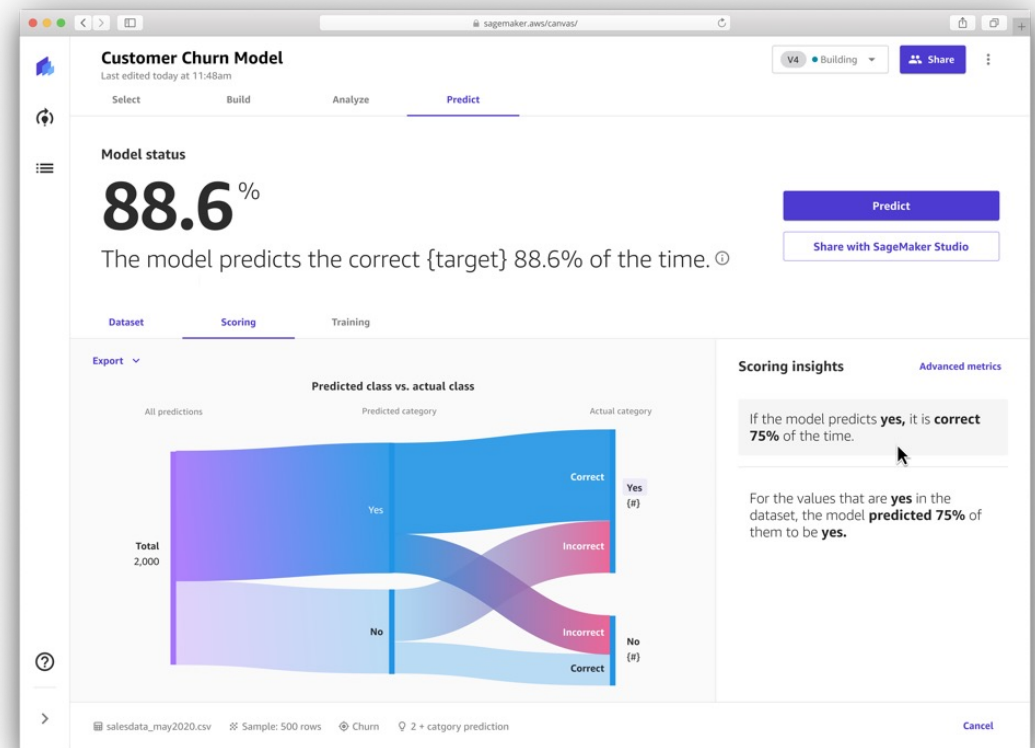 sagemaker.aws/canvas/
Customer Churn Model
Last edited today at 11:48am
V4 Building
Share
Select Build Analyze Predict
Model status
88.6%
The model predicts the correct {target} 88.6% of the time.
Predict
Share with SageMaker Studio
Dataset Scoring Training
Export
Predicted class vs. actual class
All predictions Predicted category Actual category
Total
2,000
Yes
No
Correct
Incorrect
Yes
{#}
Incorrect
Correct
No
{#}
Scoring insights Advanced metrics
If the model predicts yes, it is correct
75% of the time.
For the values that are yes in the
dataset, the model predicted 75% of
them to be yes.
salesdata_may2020.csv Sample: 500 rows Churn 2 + catgory prediction
Cancel